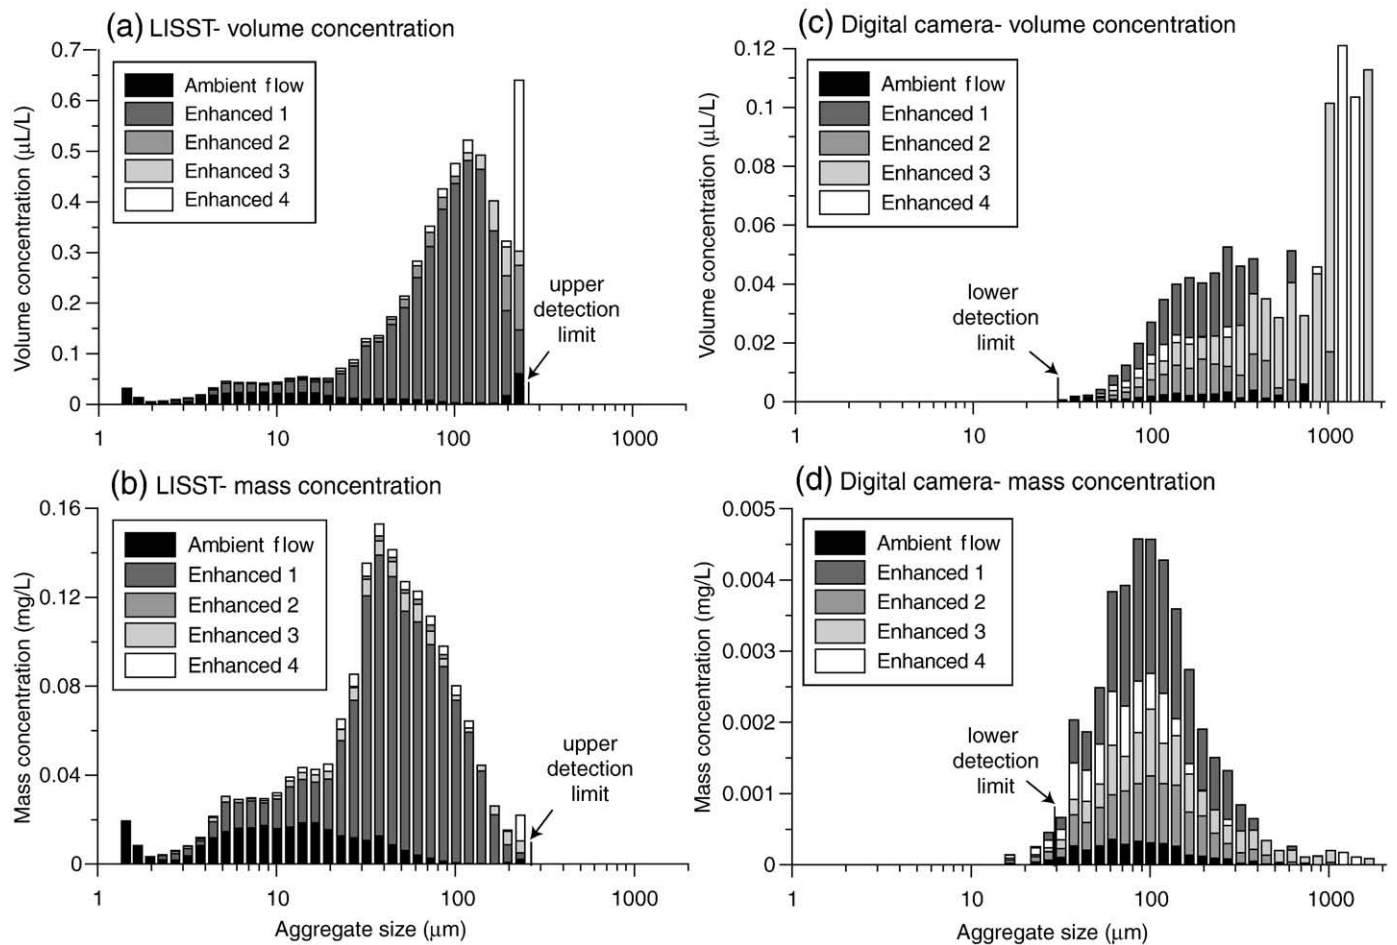 (a) LISST- volume concentration
0.7
0.6
0.5
0.4
0.3
0.2
0.1
0
Volume concentration (μL/L)
Ambient flow
Enhanced 1
Enhanced 2
Enhanced 3
Enhanced 4
upper
detection
limit
1
10
100
1000
(c) Digital camera- volume concentration
0.12
0.1
0.08
0.06
0.04
0.02
0
Volume concentration (μL/L)
Ambient flow
Enhanced 1
Enhanced 2
Enhanced 3
Enhanced 4
lower
detection
limit
1
10
100
1000
(b) LISST- mass concentration
0.16
0.12
0.08
0.04
0
Mass concentration (mg/L)
Ambient flow
Enhanced 1
Enhanced 2
Enhanced 3
Enhanced 4
upper
detection
limit
1
10
100
1000
Aggregate size (μm)
(d) Digital camera- mass concentration
0.005
0.004
0.003
0.002
0.001
0
Mass concentration (mg/L)
Ambient flow
Enhanced 1
Enhanced 2
Enhanced 3
Enhanced 4
lower
detection
limit
1
10
100
1000
Aggregate size (μm)